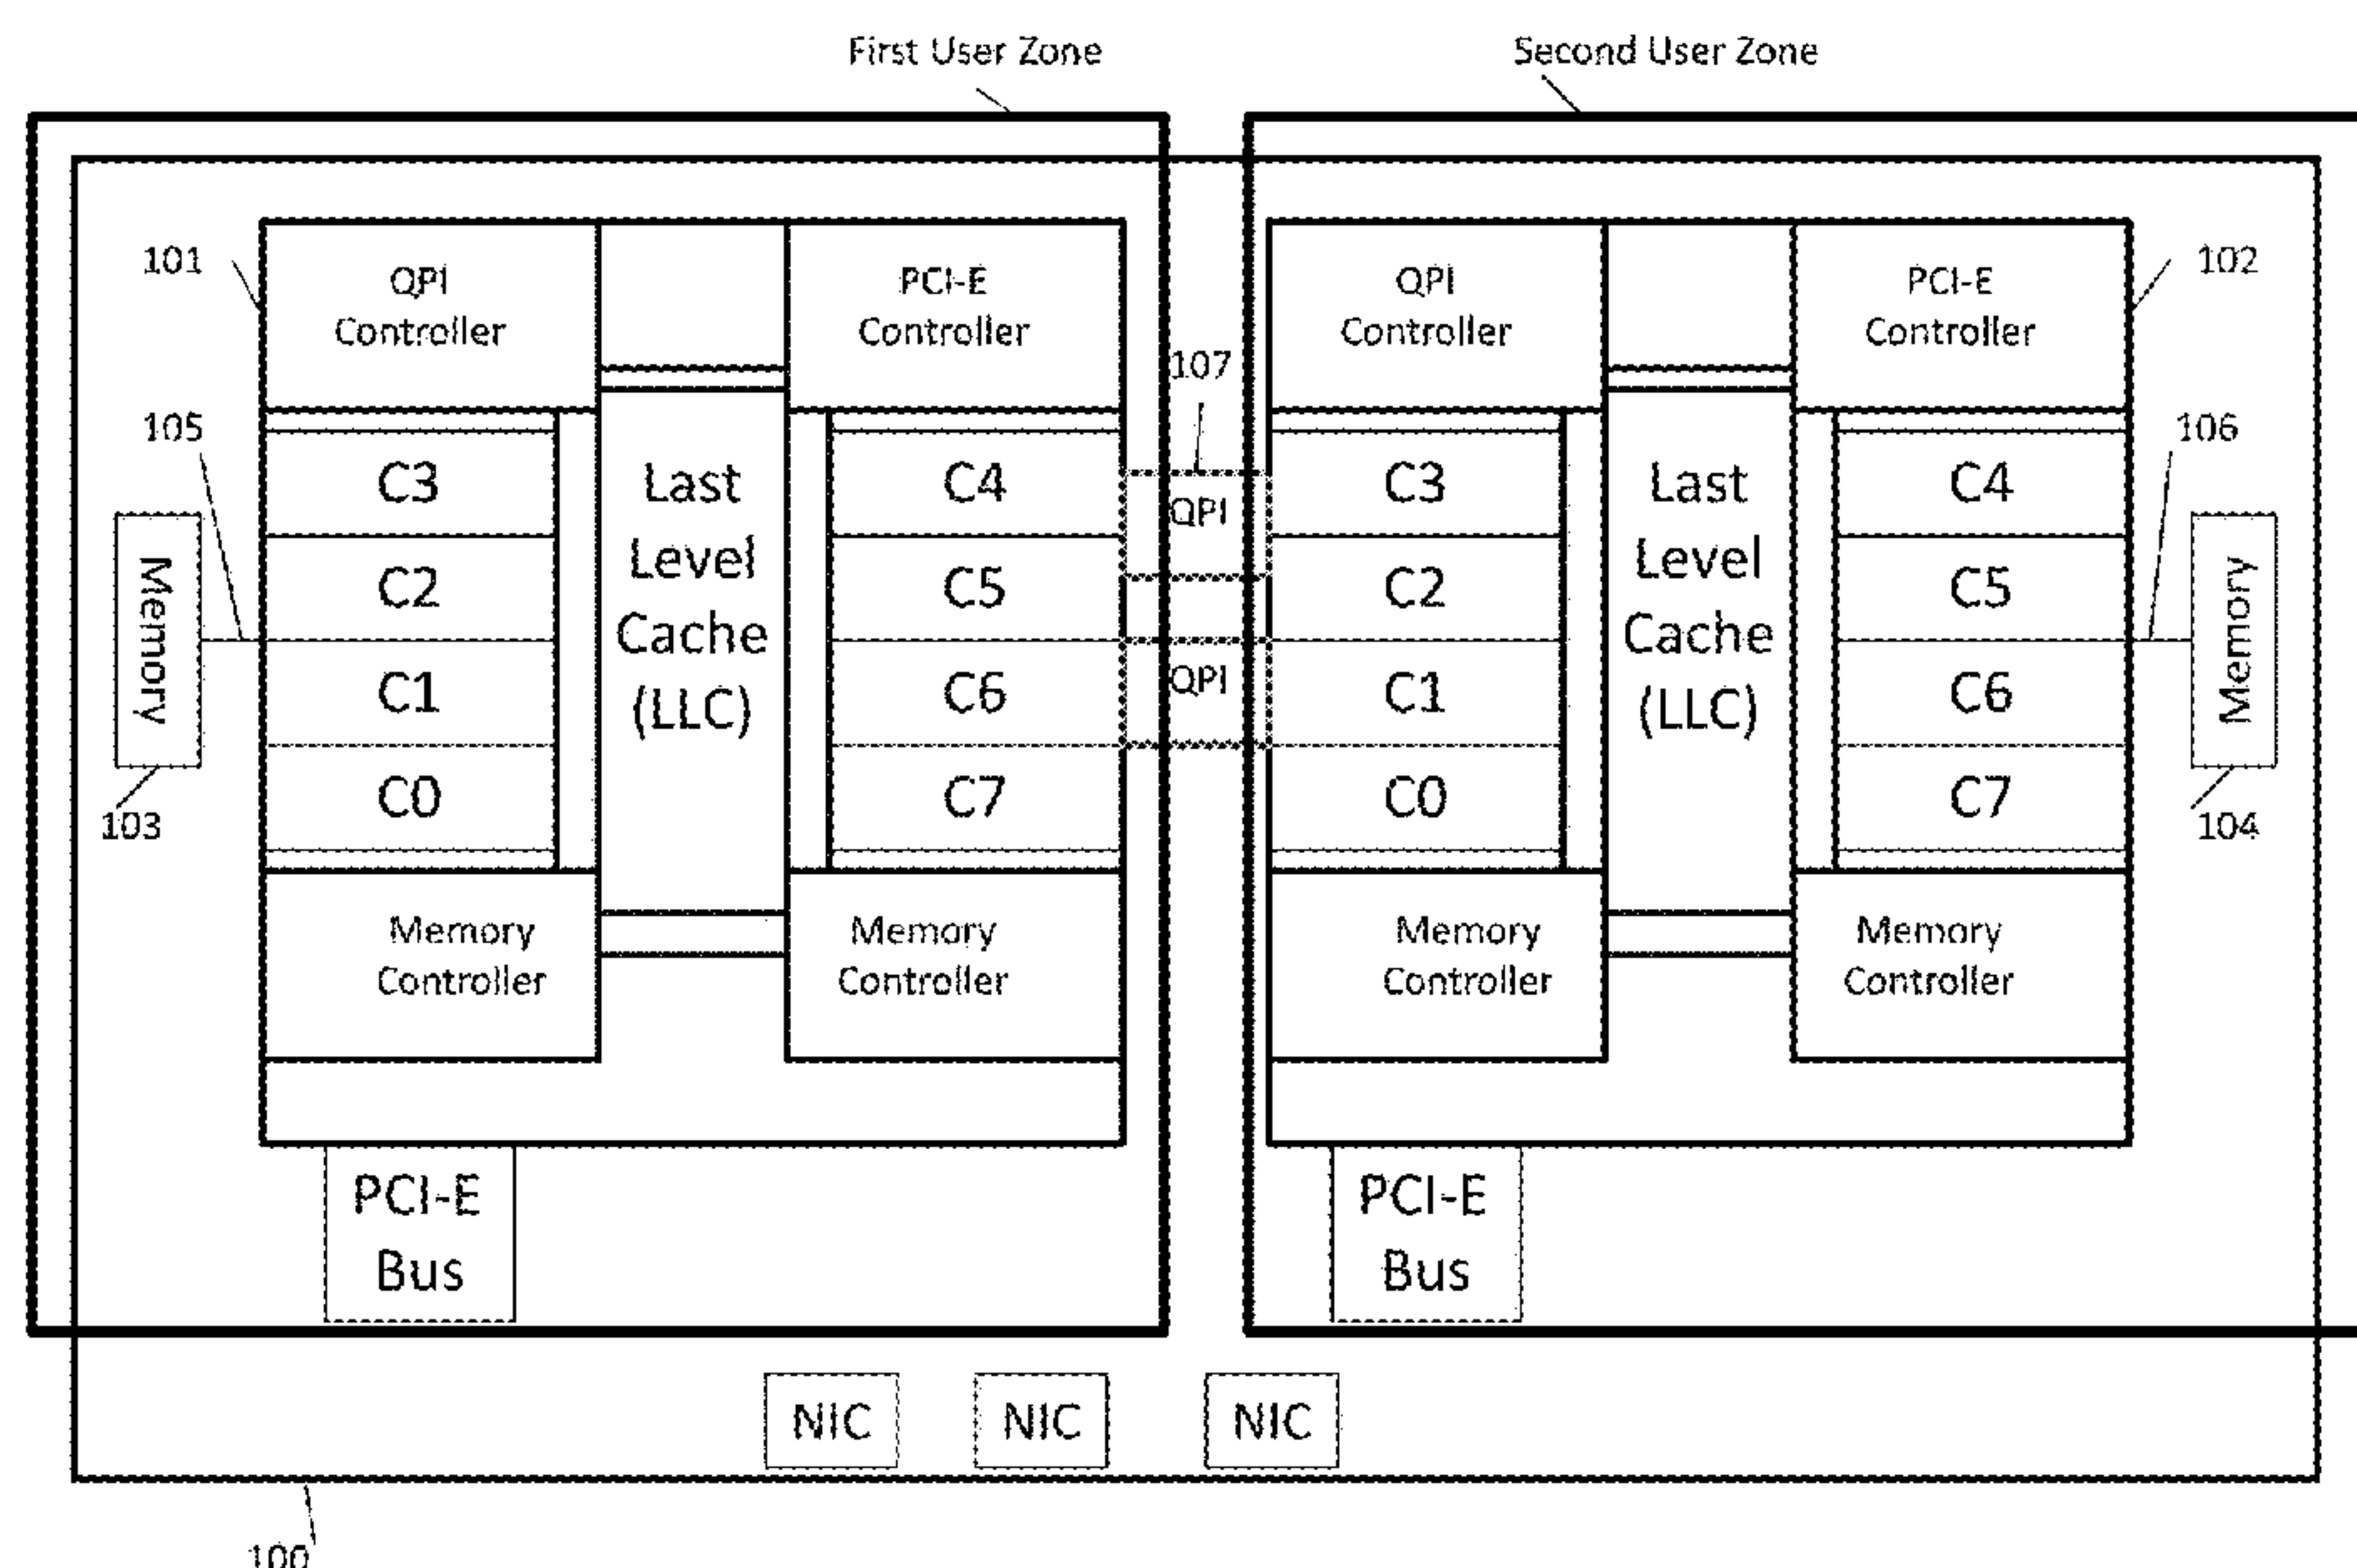 First User Zone
Second User Zone
101
QPI
Controller
PCI-E
Controller
QPI
Controller
PCI-E
Controller
102
107
105
106
C3
C2
C1
C0
Last
Level
Cache
(LLC)
C4
C5
C6
C7
QPI
QPI
C3
C2
C1
C0
Last
Level
Cache
(LLC)
C4
C5
C6
C7
Memory
Memory
103
104
Memory
Controller
Memory
Controller
Memory
Controller
Memory
Controller
PCI-E
Bus
PCI-E
Bus
NIC
NIC
NIC
100